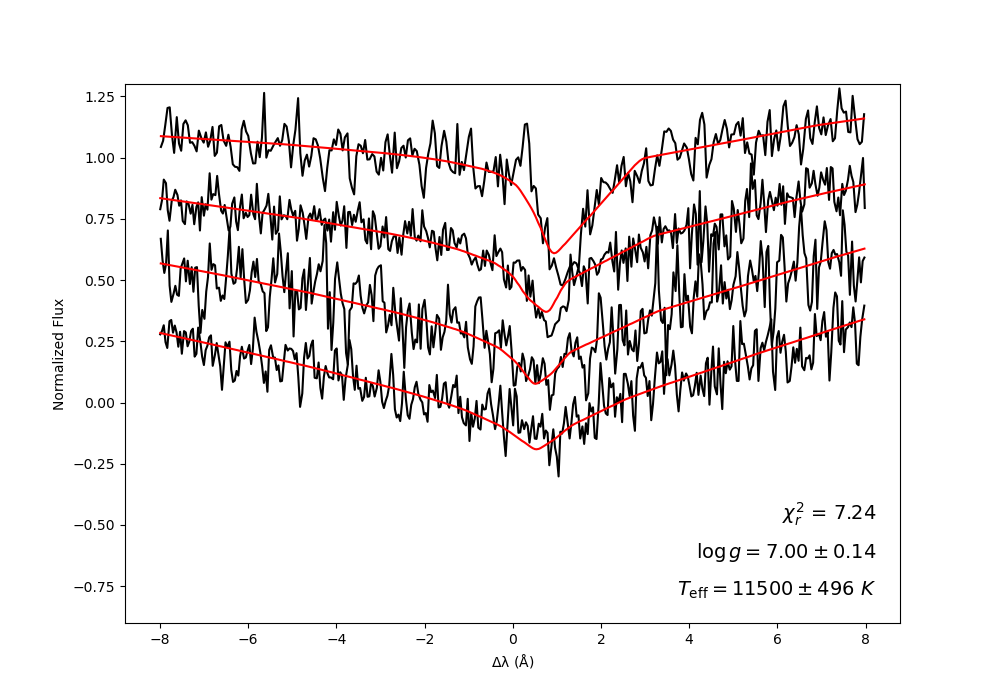 1.25
1.00
0.75
0.50
0.25
0.00
−0.25
−0.50
−0.75
Normalized Flux
χ²ᵣ = 7.24
log g = 7.00 ± 0.14
T_eff = 11500 ± 496 K
−8 −6 −4 −2 0 2 4 6 8
Δλ (Å)